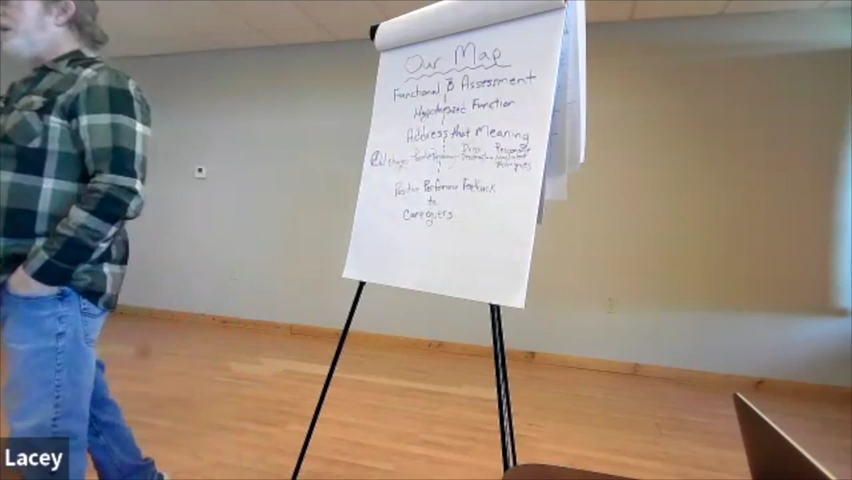 Our Map
Functional B Assessment
Hypothesized Function
Address that Meaning
Positive Performance Feedback
to
Caregivers
Lacey